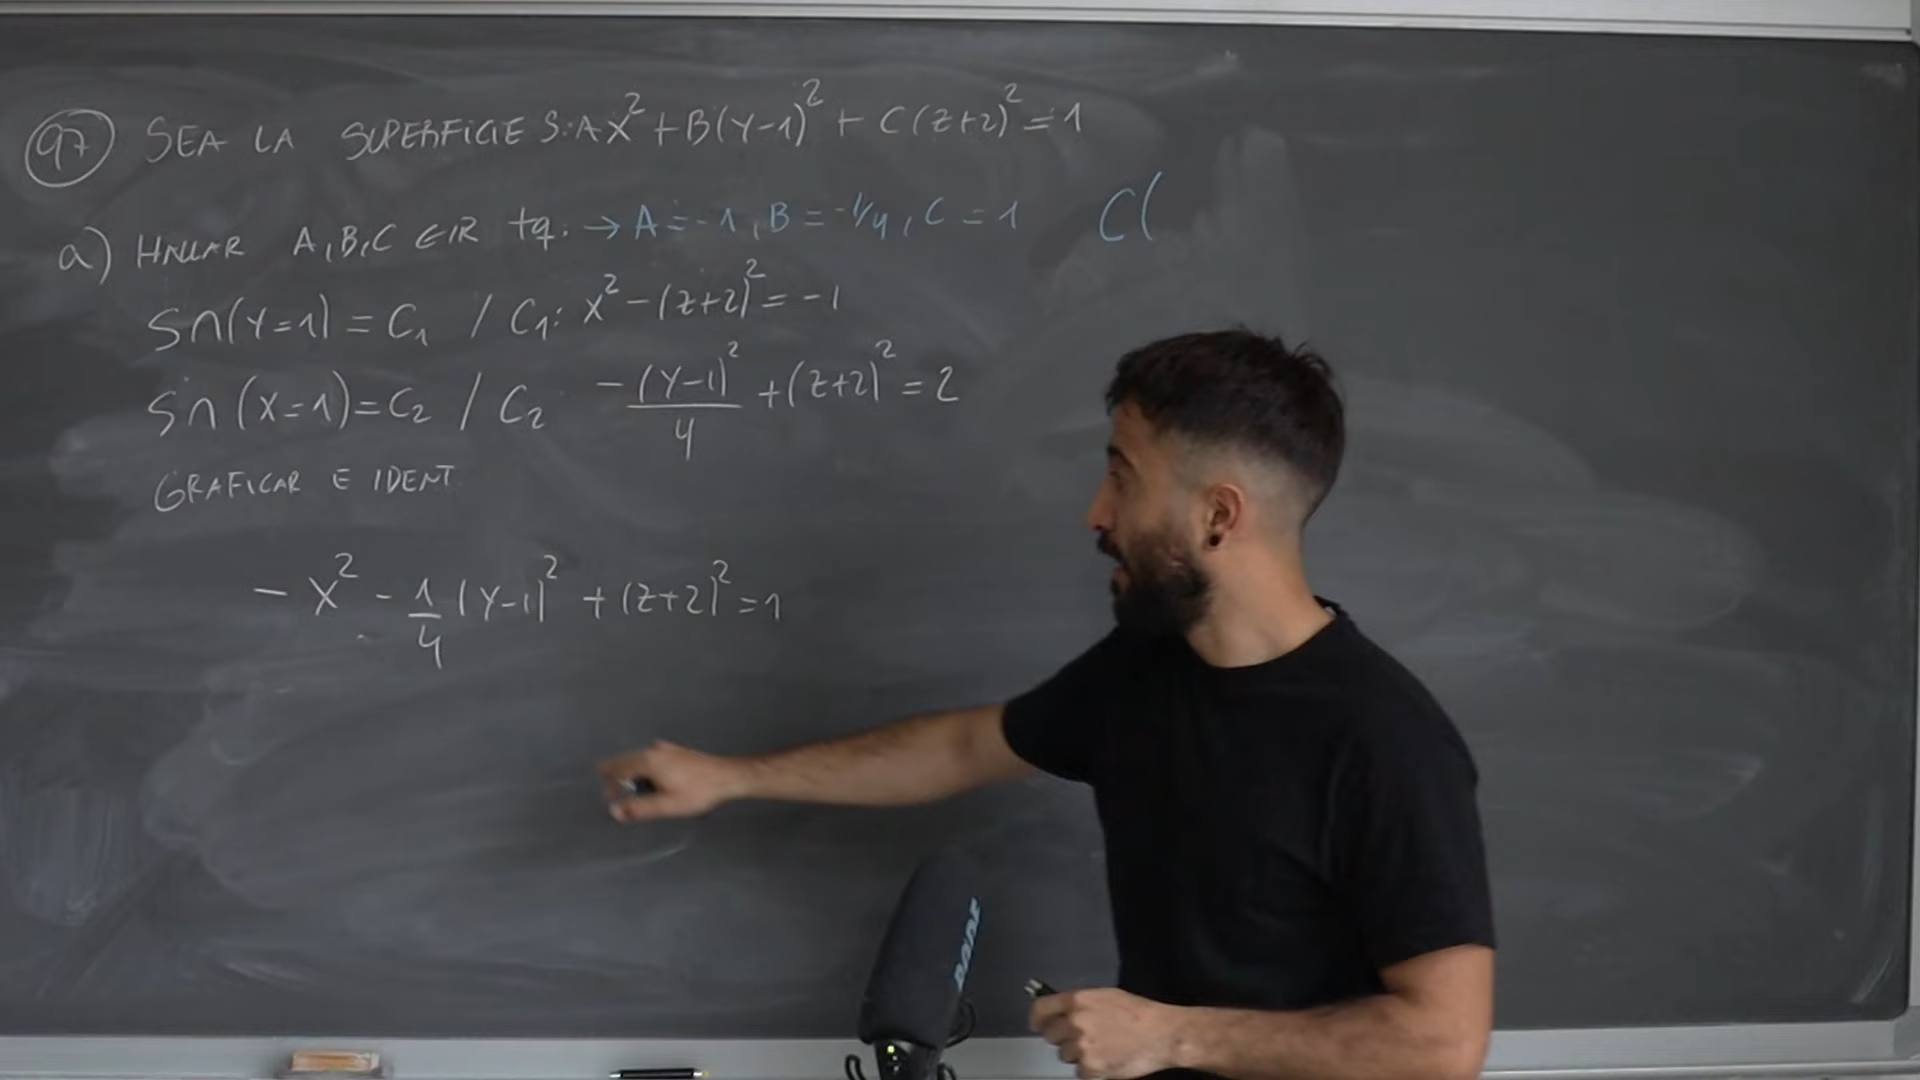 97 SEA LA SUPERFICIE S: Ax² + B(y-1)² + C(z+2)² = 1
a) HALLAR A,B,C ∈ IR tq. → A = -1, B = -1/4, C = 1 C(
S∩(y=1) = C₁ / C₁: x² - (z+2)² = -1
S∩(x=1) = C₂ / C₂ -(y-1)²/4 + (z+2)² = 2
GRAFICAR E IDENT.
-x² - 1/4 (y-1)² + (z+2)² = 1
RODE